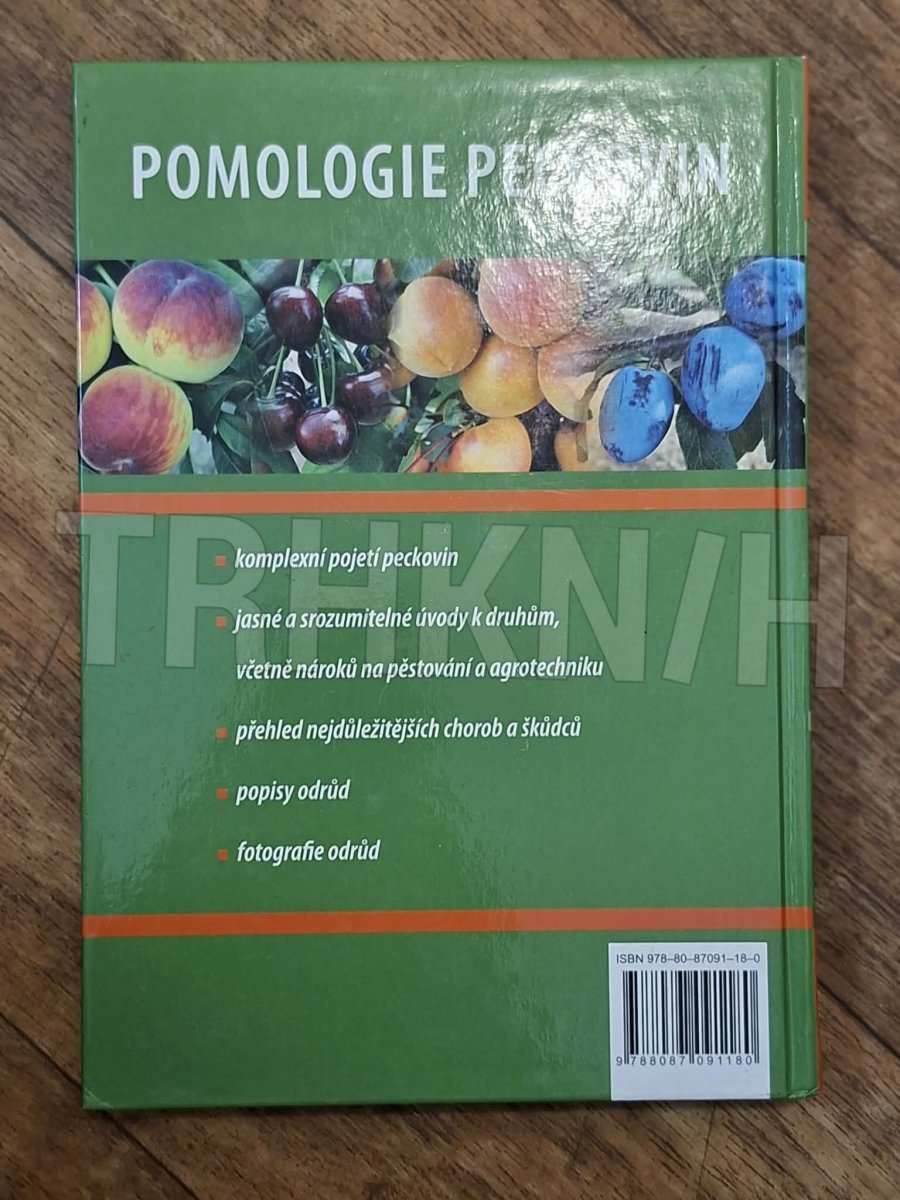 POMOLOGIE PECKOVIN
TRHKNIH
komplexní pojetí peckovin
jasné a srozumitelné úvody k druhům,
včetně nároků na pěstování a agrotechniku
přehled nejdůležitějších chorob a škůdců
popisy odrůd
fotografie odrůd
ISBN 978–80–87091–18–0
9 788087 091180